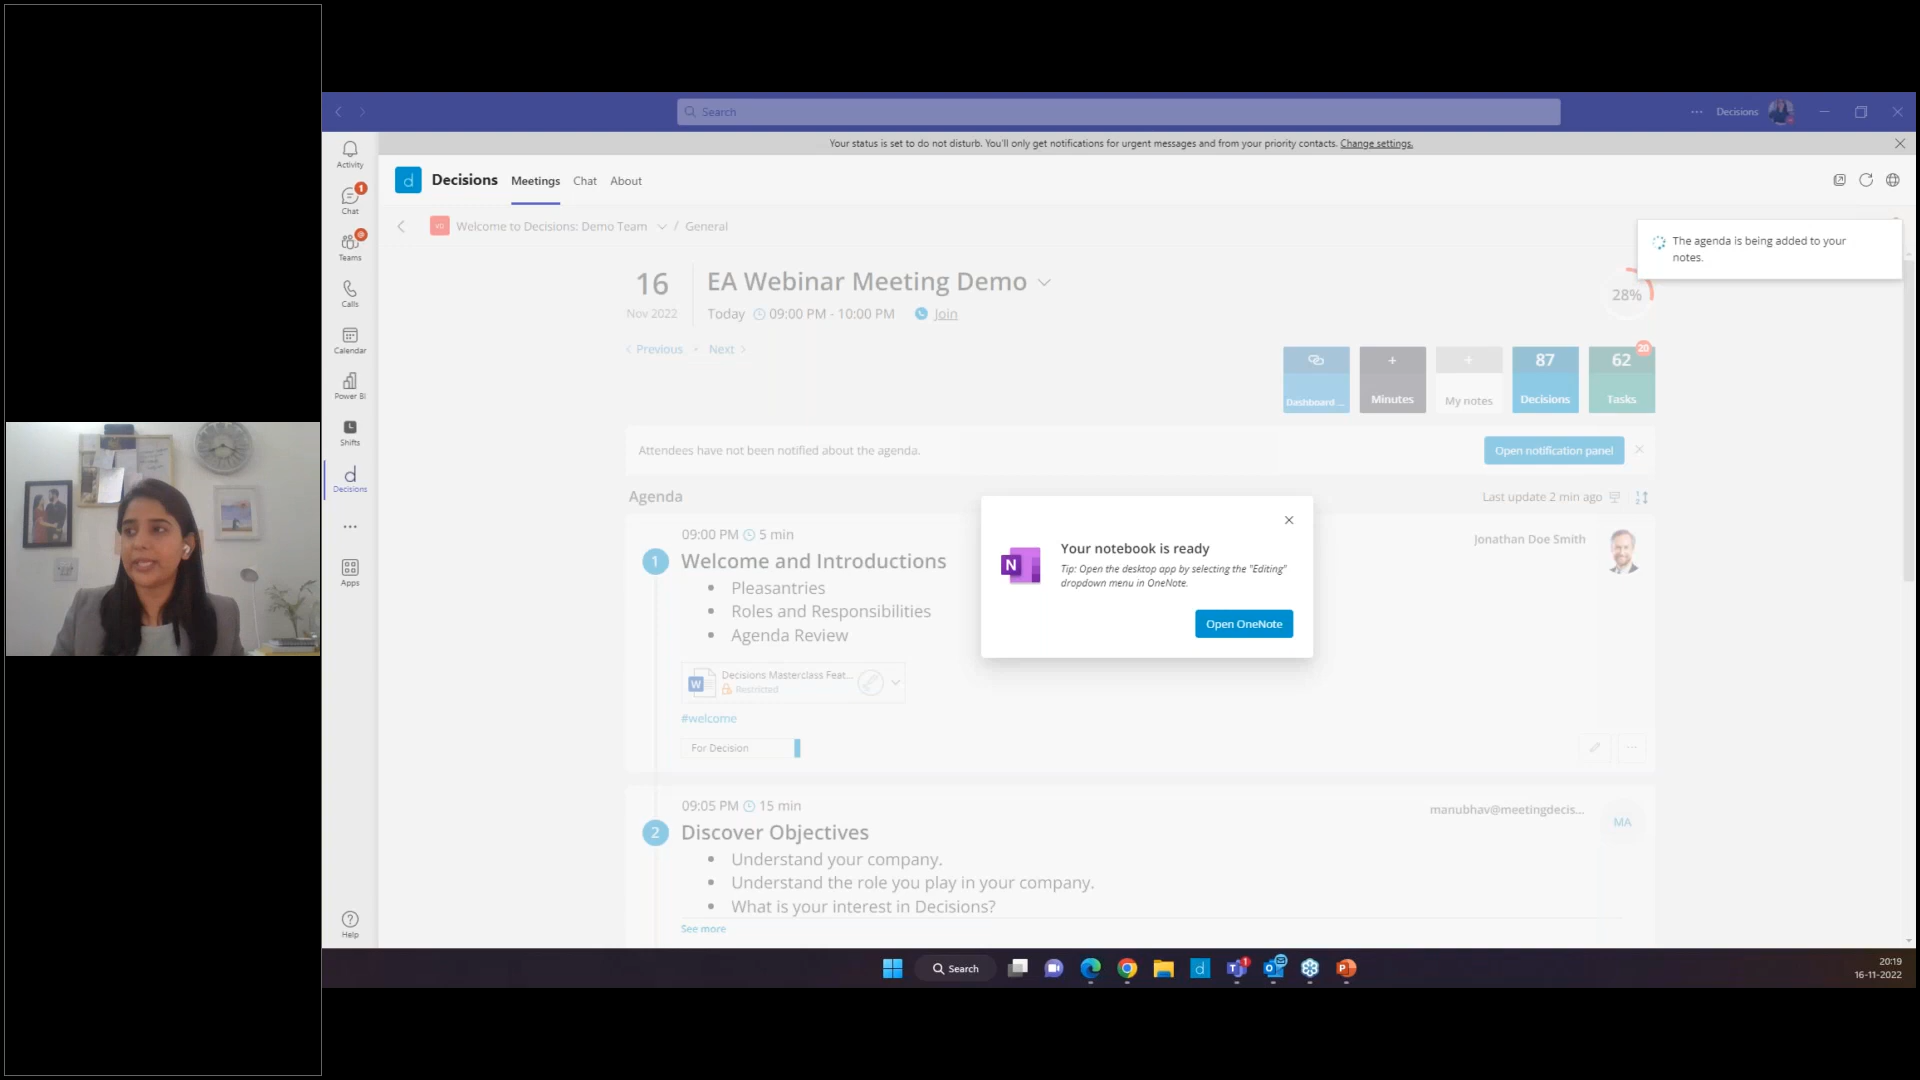 Search
Decisions
Your status is set to do not disturb. You'll only get notifications for urgent messages and from your priority contacts. Change settings.
Activity
Chat
1
Teams
Calls
Calendar
Power BI
Shifts
Decisions
Apps
Help
d
Decisions
Meetings
Chat
About
VD
Welcome to Decisions: Demo Team
/ General
The agenda is being added to your
notes.
16
Nov 2022
EA Webinar Meeting Demo
Today 09:00 PM - 10:00 PM Join
28%
Previous
Next
Dashboard ...
+
Minutes
+
My notes
87
Decisions
62
20
Tasks
Attendees have not been notified about the agenda.
Open notification panel
Agenda
Last update 2 min ago
09:00 PM 5 min
Jonathan Doe Smith
1
Welcome and Introductions
• Pleasantries
• Roles and Responsibilities
• Agenda Review
W
Decisions Masterclass Feat...
Restricted
#welcome
For Decision
N
Your notebook is ready
Tip: Open the desktop app by selecting the "Editing"
dropdown menu in OneNote.
Open OneNote
09:05 PM 15 min
manubhav@meetingdecis...
MA
2
Discover Objectives
• Understand your company.
• Understand the role you play in your company.
• What is your interest in Decisions?
See more
Search
20:19
16-11-2022